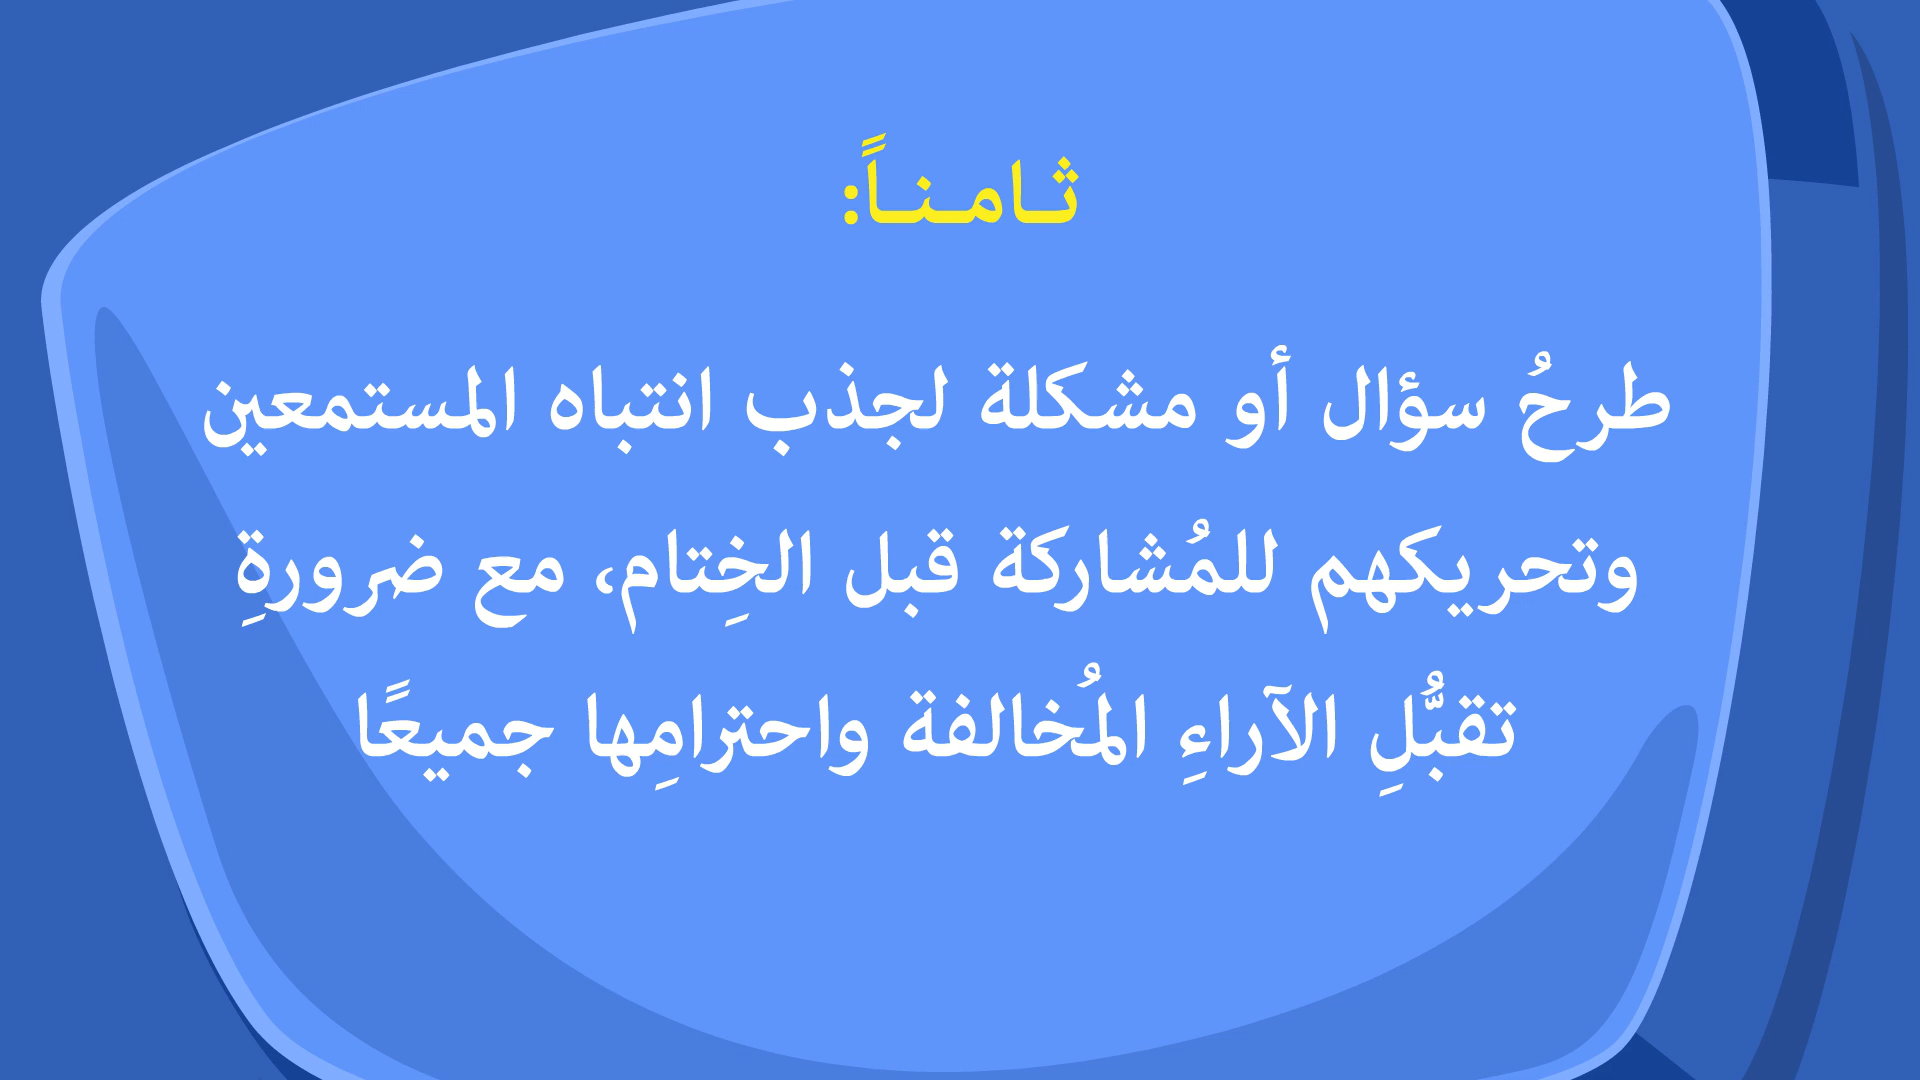 ثـامـنـاً:
طرحُ سؤال أو مشكلة لجذب انتباه المستمعين
وتحريكهم للمُشاركة قبل الخِتام، مع ضرورةِ
تقبُّلِ الآراءِ المُخالفة واحترامِها جميعًا